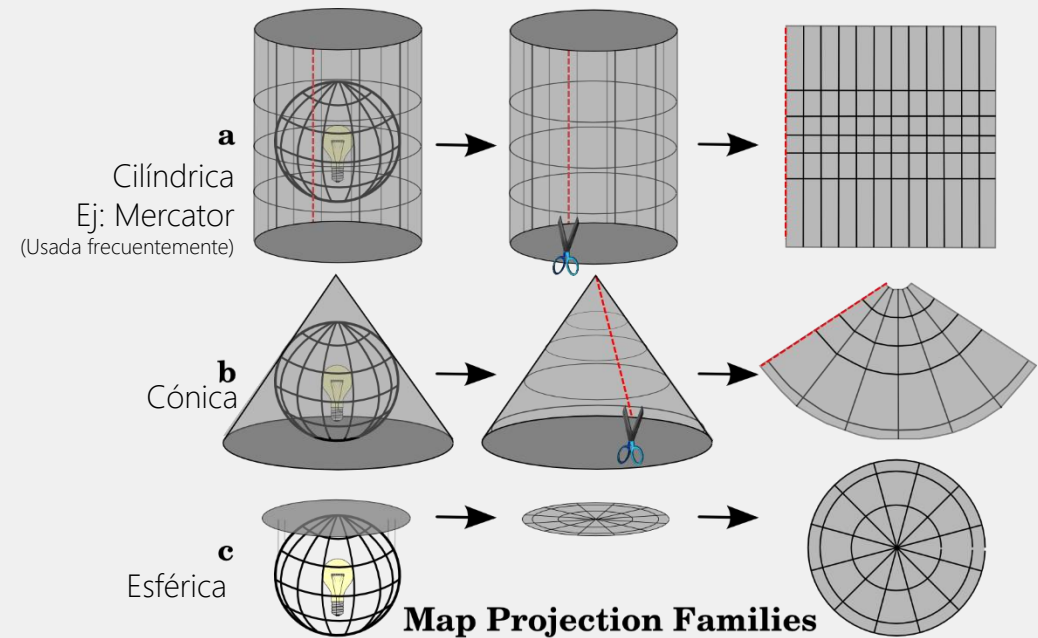 a
Cilíndrica
Ej: Mercator
(Usada frecuentemente)
b
Cónica
c
Esférica
Map Projection Families